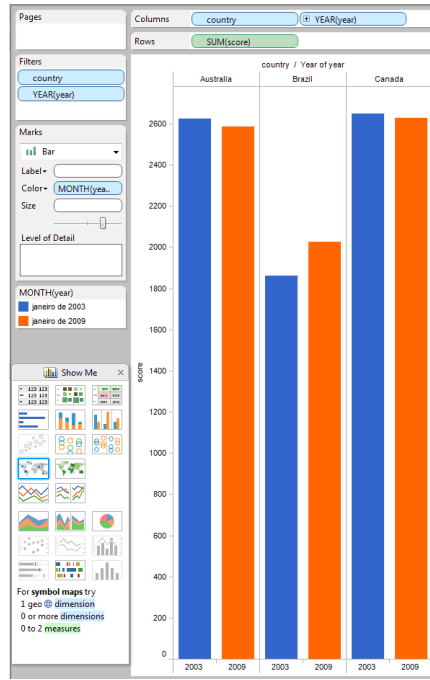 Pages
Columns
country
YEAR(year)
Rows
SUM(score)
Filters
country
YEAR(year)
Marks
Bar
Label
Color
MONTH(yea..
Size
Level of Detail
MONTH(year)
janeiro de 2003
janeiro de 2009
Show Me
For symbol maps try
1 geo dimension
0 or more dimensions
0 to 2 measures
country / Year of year
Australia Brazil Canada
score
2600
2400
2200
2000
1800
1600
1400
1200
1000
800
600
400
200
0
2003 2009 2003 2009 2003 2009